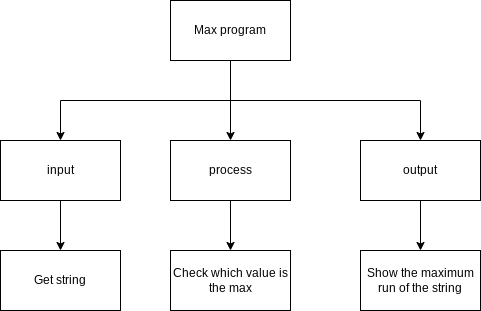 Max program
input
process
output
Get string
Check which value is
the max
Show the maximum
run of the string